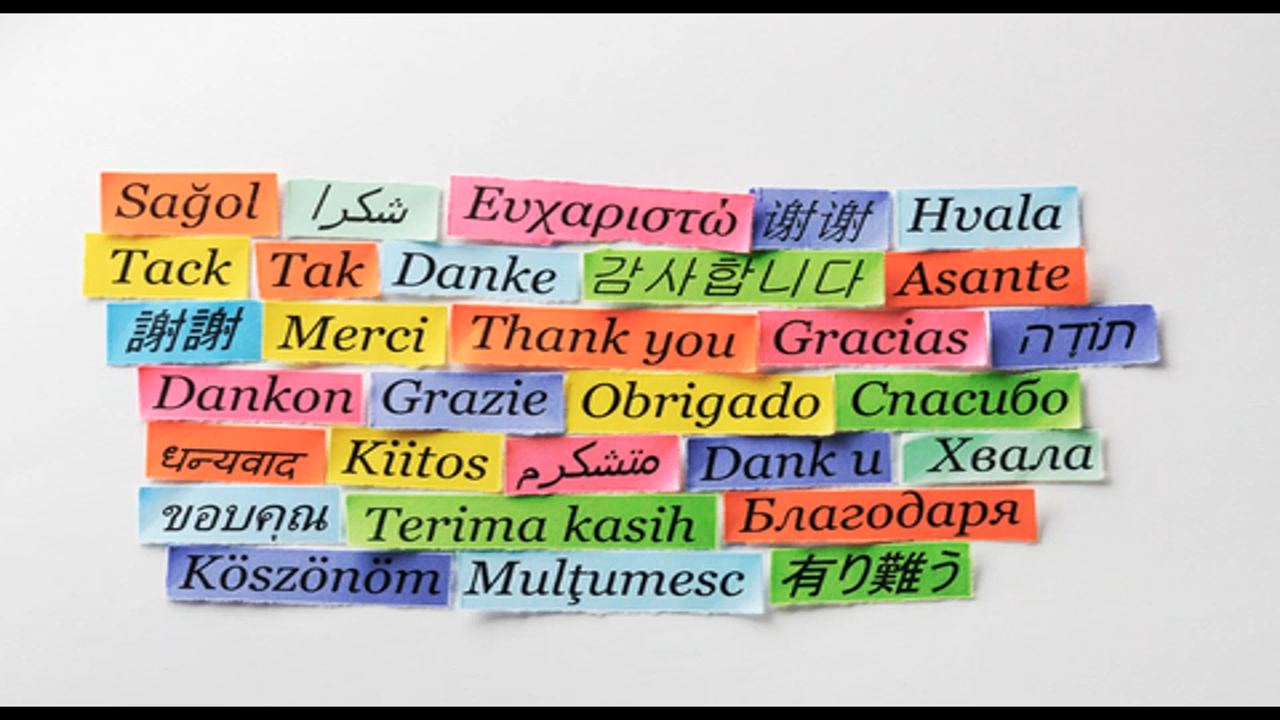 Sağol شكرا Ευχαριστώ 谢谢 Hvala
Tack Tak Danke 감사합니다 Asante
謝謝 Merci Thank you Gracias תוֹדָה
Dankon Grazie Obrigado Спасибо
धन्यवाद Kiitos متشکرم Dank u Хвала
ขอบคุณ Terima kasih Благодаря
Köszönöm Mulţumesc 有り難う